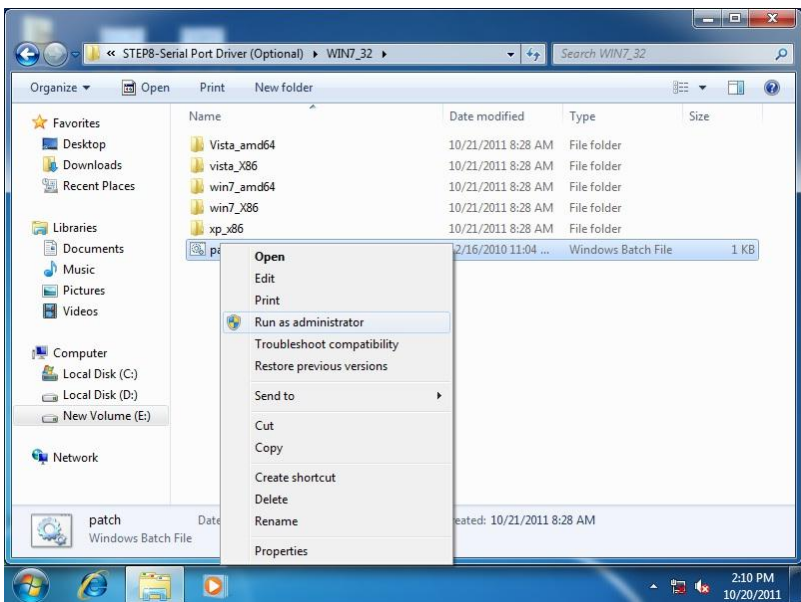 « STEP8-Serial Port Driver (Optional) WIN7_32
Search WIN7_32
Organize Open Print New folder
Name Date modified Type Size
Favorites
Desktop
Downloads
Recent Places
Libraries
Documents
Music
Pictures
Videos
Computer
Local Disk (C:)
Local Disk (D:)
New Volume (E:)
Network
Vista_amd64 10/21/2011 8:28 AM File folder
vista_X86 10/21/2011 8:28 AM File folder
win7_amd64 10/21/2011 8:28 AM File folder
win7_X86 10/21/2011 8:28 AM File folder
xp_x86 10/21/2011 8:28 AM File folder
pa 2/16/2010 11:04 ... Windows Batch File 1 KB
Open
Edit
Print
Run as administrator
Troubleshoot compatibility
Restore previous versions
Send to
Cut
Copy
Create shortcut
Delete
Rename
Properties
patch Date eated: 10/21/2011 8:28 AM
Windows Batch File
2:10 PM
10/20/2011